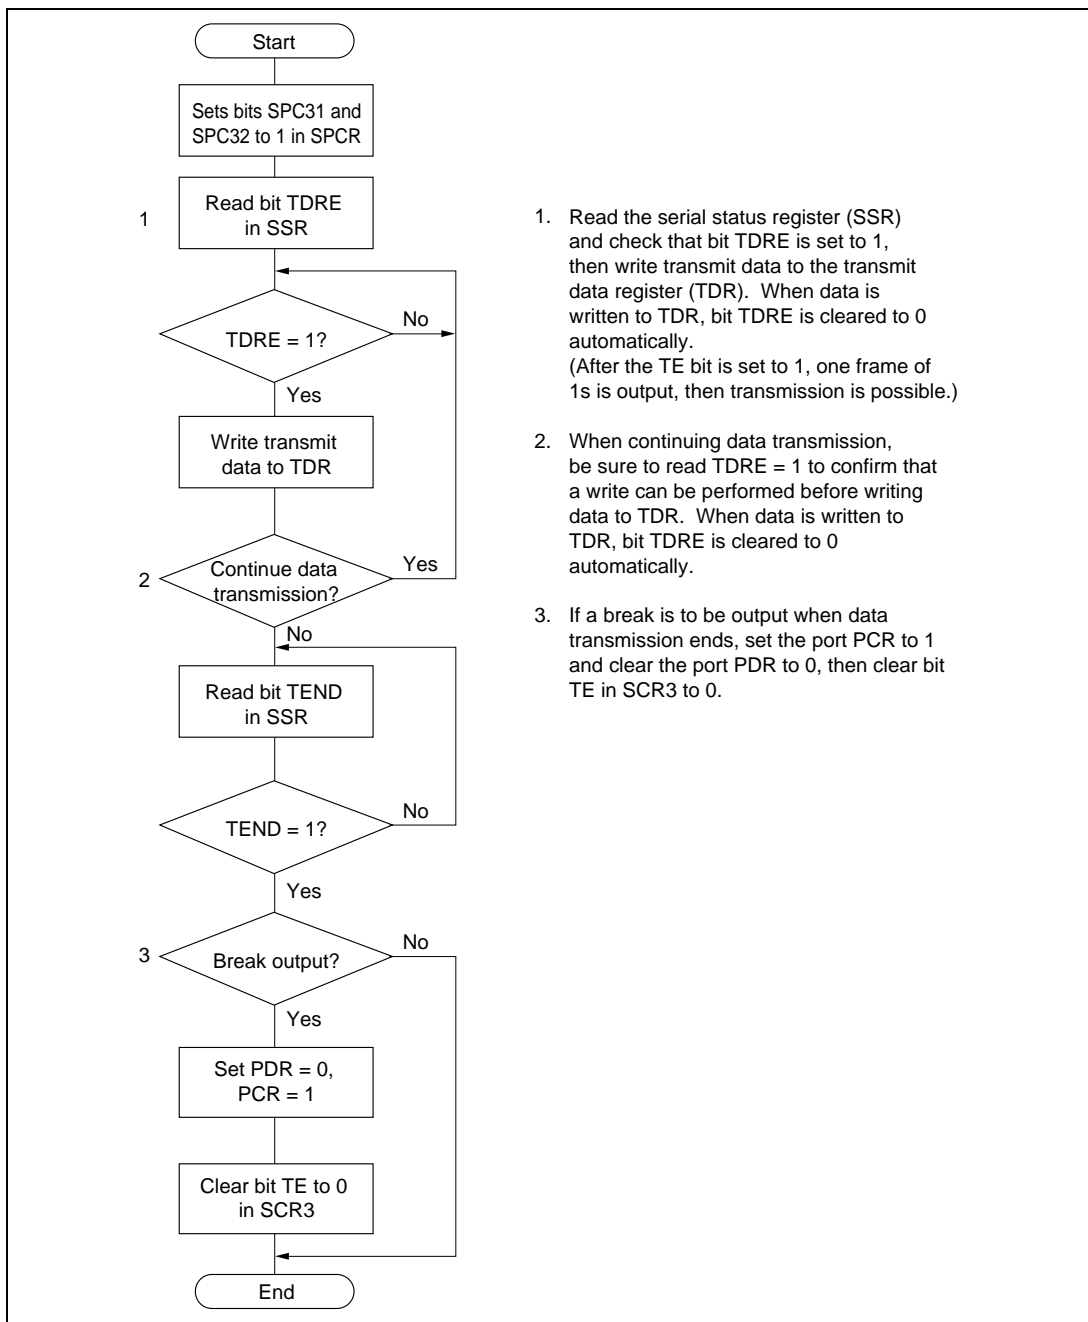 Start
Sets bits SPC31 and
SPC32 to 1 in SPCR
1
Read bit TDRE
in SSR
TDRE = 1?
No
Yes
Write transmit
data to TDR
2
Continue data
transmission?
Yes
No
Read bit TEND
in SSR
TEND = 1?
No
Yes
3
Break output?
No
Yes
Set PDR = 0,
PCR = 1
Clear bit TE to 0
in SCR3
End
1. Read the serial status register (SSR)
and check that bit TDRE is set to 1,
then write transmit data to the transmit
data register (TDR). When data is
written to TDR, bit TDRE is cleared to 0
automatically.
(After the TE bit is set to 1, one frame of
1s is output, then transmission is possible.)
2. When continuing data transmission,
be sure to read TDRE = 1 to confirm that
a write can be performed before writing
data to TDR. When data is written to
TDR, bit TDRE is cleared to 0
automatically.
3. If a break is to be output when data
transmission ends, set the port PCR to 1
and clear the port PDR to 0, then clear bit
TE in SCR3 to 0.